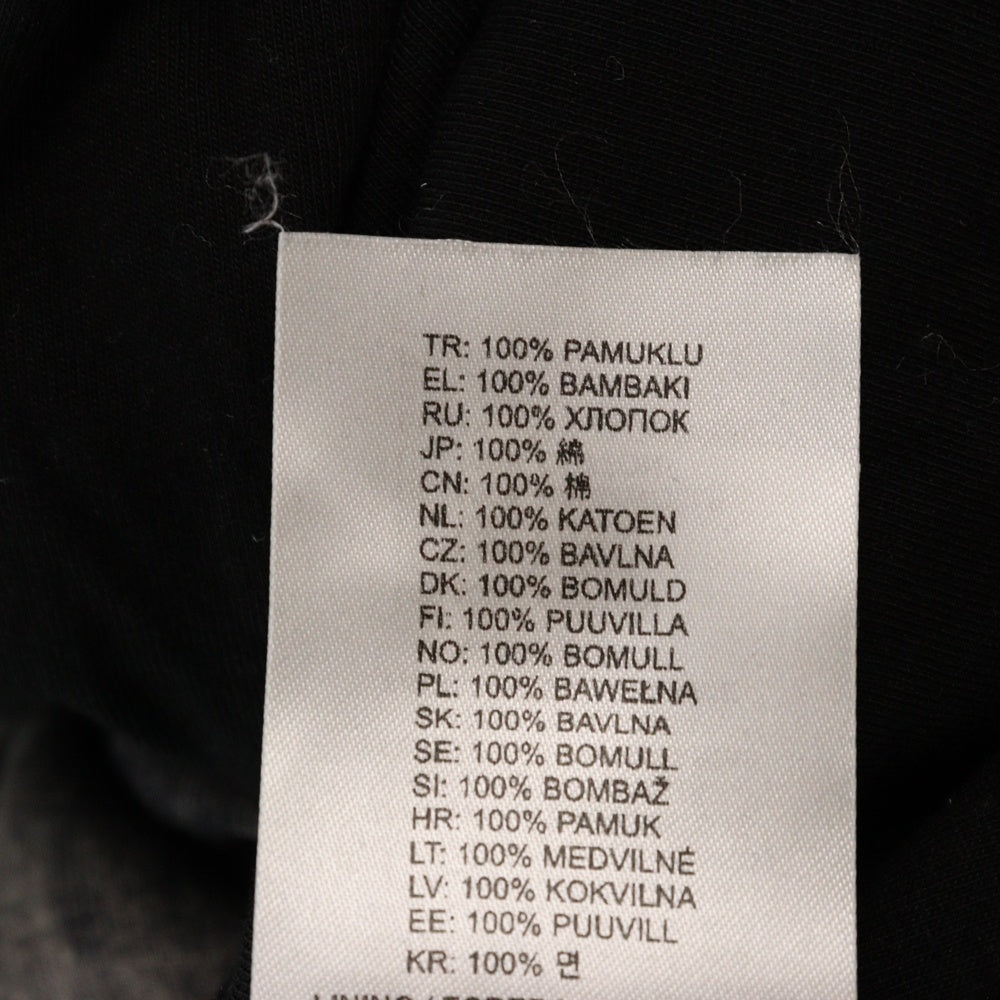 TR: 100% PAMUKLU
EL: 100% BAMBAKI
RU: 100% ХЛОПОК
JP: 100% 綿
CN: 100% 棉
NL: 100% KATOEN
CZ: 100% BAVLNA
DK: 100% BOMULD
FI: 100% PUUVILLA
NO: 100% BOMULL
PL: 100% BAWEŁNA
SK: 100% BAVLNA
SE: 100% BOMULL
SI: 100% BOMBAŽ
HR: 100% PAMUK
LT: 100% MEDVILNĖ
LV: 100% KOKVILNA
EE: 100% PUUVILL
KR: 100% 면